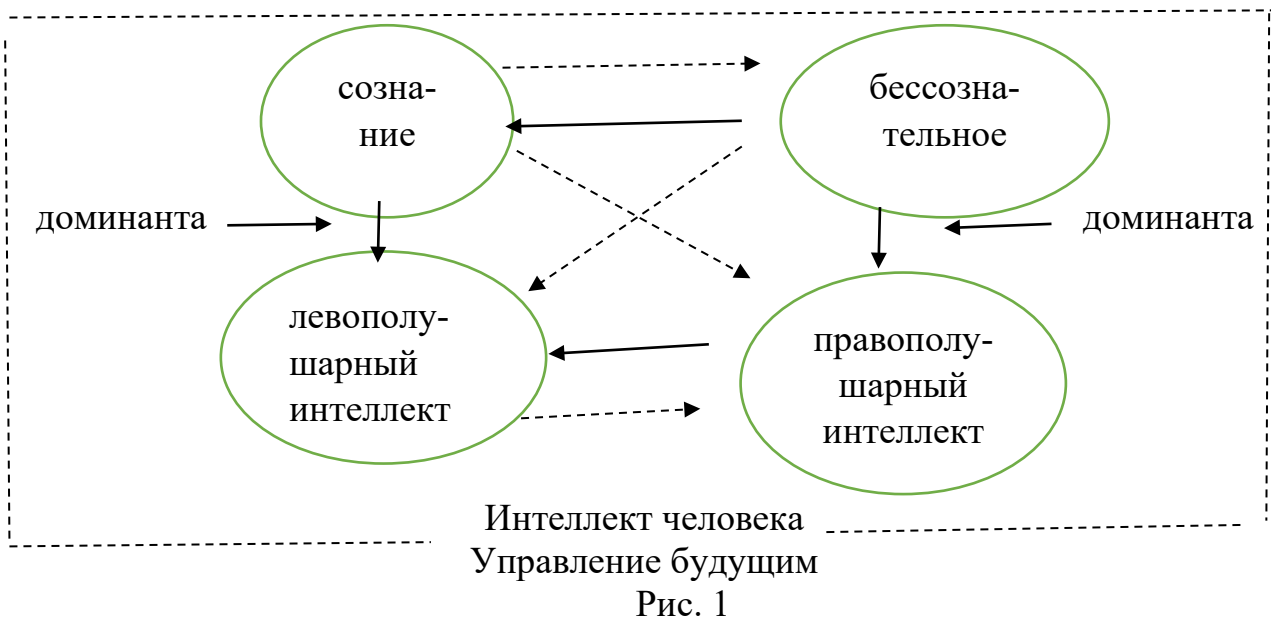 созна-
ние
бессозна-
тельное
доминанта
доминанта
левополу-
шарный
интеллект
правополу-
шарный
интеллект
Интеллект человека
Управление будущим
Рис. 1